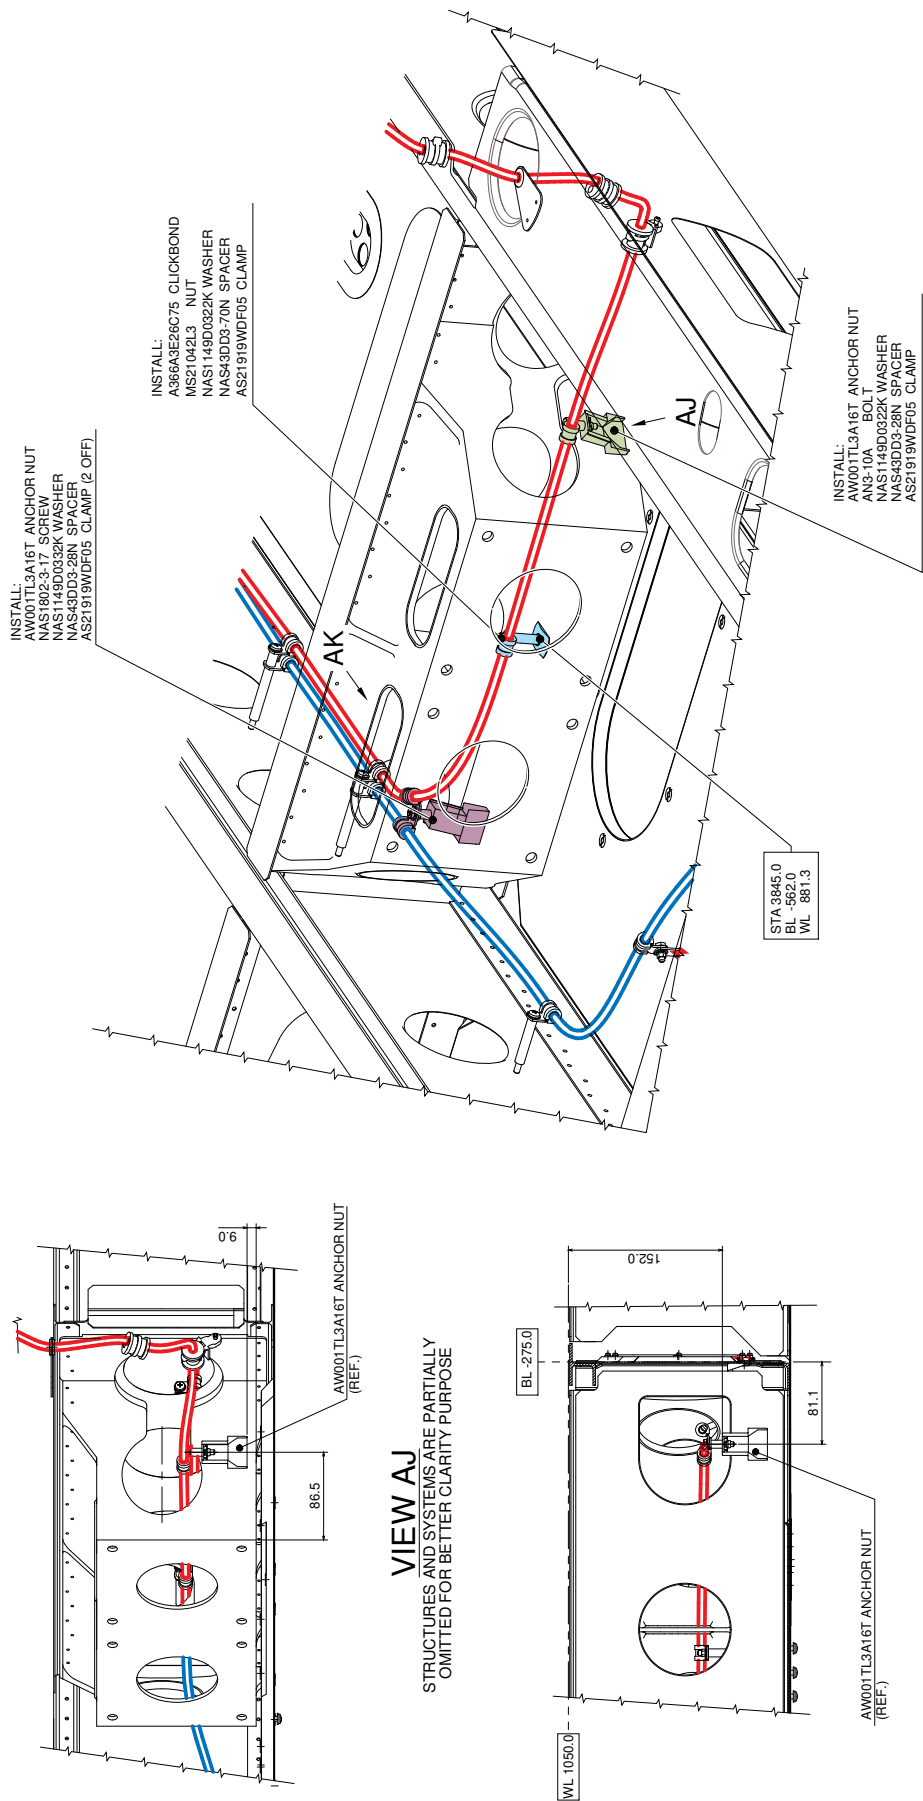 INSTALL:
AW001TL3A16T ANCHOR NUT
NAS1802-3-17 SCREW
NAS1149D0332K WASHER
NAS43DD3-28N SPACER
AS21919WDF05 CLAMP (2 OFF)
INSTALL:
A366A3E26C75 CLICKBOND
MS21042L3 NUT
NAS1149D0322K WASHER
NAS43DD3-70N SPACER
AS21919WDF05 CLAMP
INSTALL:
AW001TL3A16T ANCHOR NUT
AN3-10A BOLT
NAS1149D0322K WASHER
NAS43DD3-28N SPACER
AS21919WDF05 CLAMP
AK
AJ
STA 3845.0
BL -562.0
WL 881.3
9.0
86.5
AW001TL3A16T ANCHOR NUT
(REF.)
VIEW AJ
STRUCTURES AND SYSTEMS ARE PARTIALLY
OMITTED FOR BETTER CLARITY PURPOSE
BL -275.0
WL 1050.0
152.0
81.1
AW001TL3A16T ANCHOR NUT
(REF.)